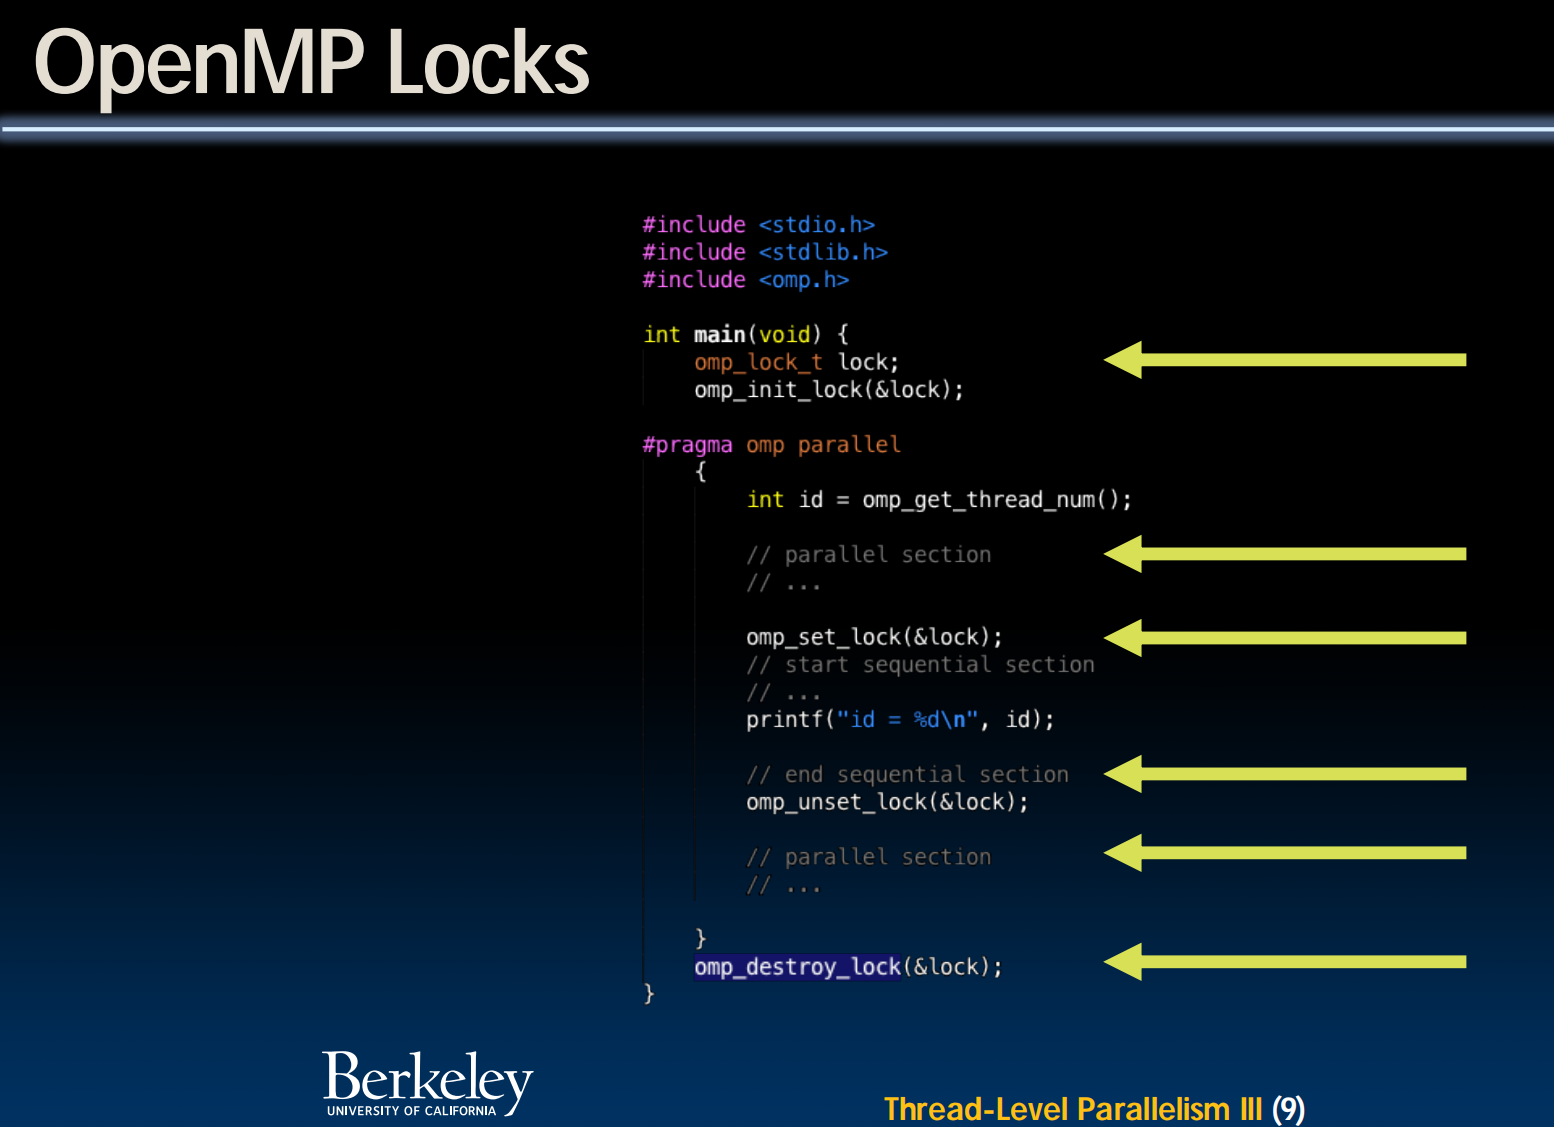 OpenMP Locks
#include <stdio.h>
#include <stdlib.h>
#include <omp.h>
int main(void) {
omp_lock_t lock;
omp_init_lock(&lock);
#pragma omp parallel
{
int id = omp_get_thread_num();
// parallel section
// ...
omp_set_lock(&lock);
// start sequential section
// ...
printf("id = %d\n", id);
// end sequential section
omp_unset_lock(&lock);
// parallel section
// ...
}
omp_destroy_lock(&lock);
}
Berkeley
UNIVERSITY OF CALIFORNIA
Thread-Level Parallelism III (9)